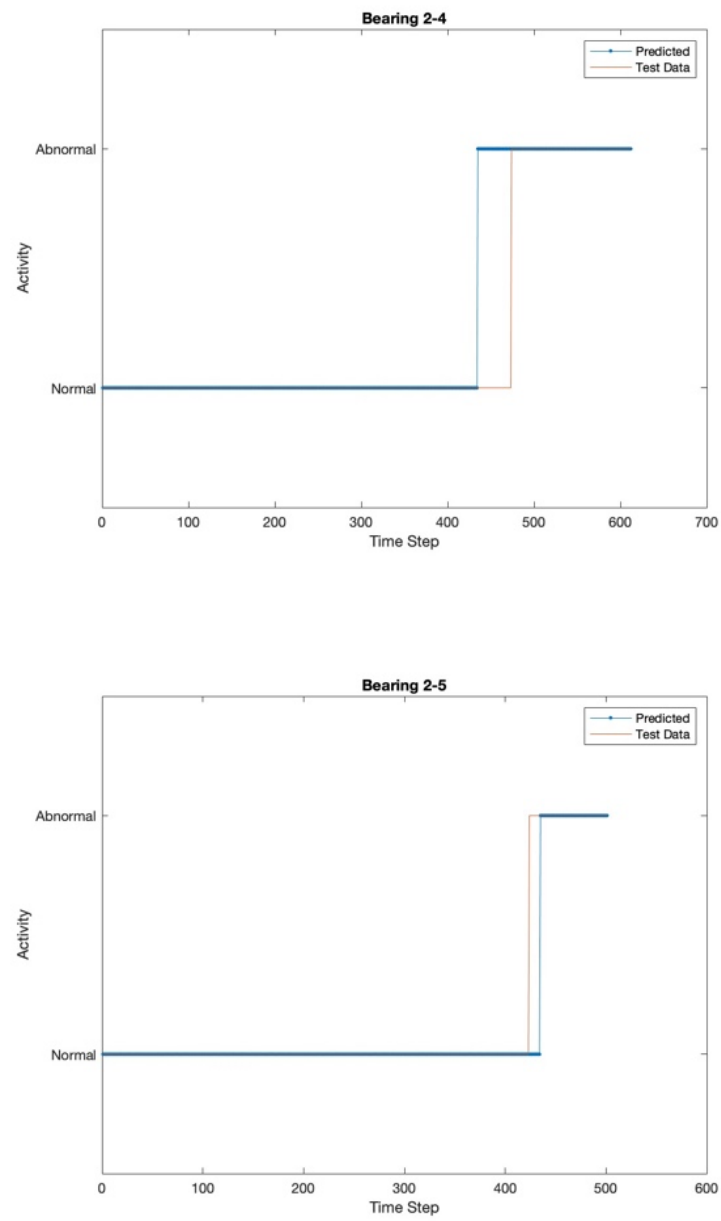 Bearing 2-4
Predicted
Test Data
Abnormal
Activity
Normal
0 100 200 300 400 500 600 700
Time Step
Bearing 2-5
Predicted
Test Data
Abnormal
Activity
Normal
0 100 200 300 400 500 600
Time Step